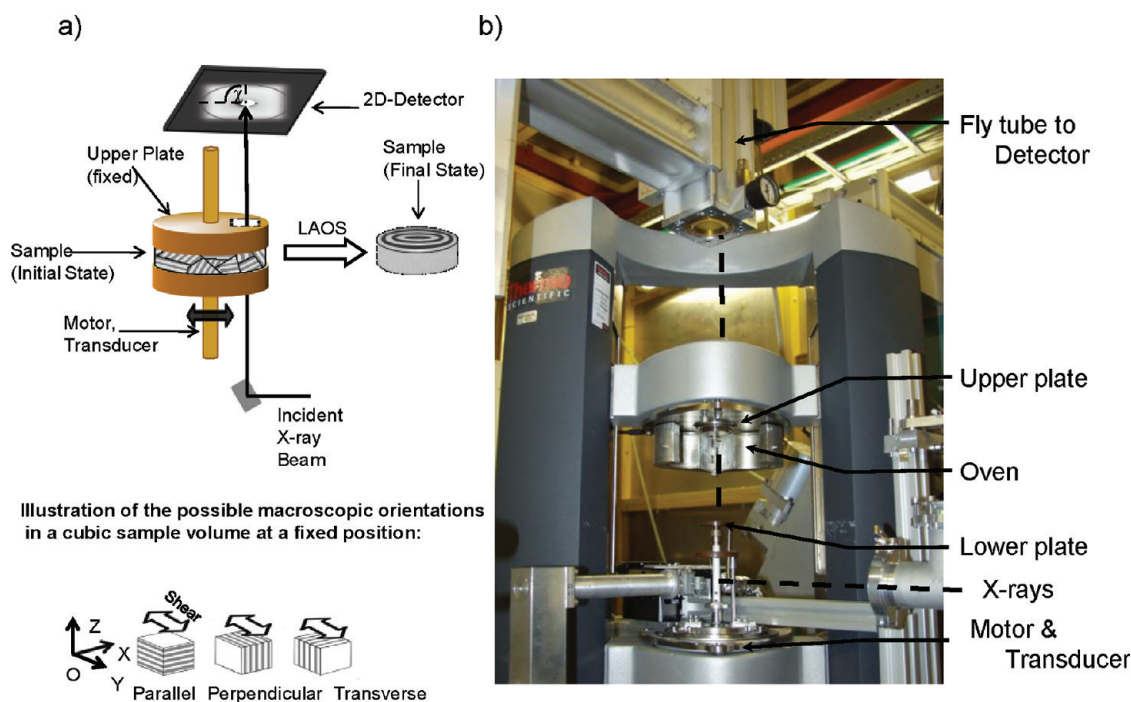 a)
2D-Detector
Upper Plate
(fixed)
Sample
(Final State)
Sample
(Initial State)
LAOS
Motor,
Transducer
Incident
X-ray
Beam
Illustration of the possible macroscopic orientations
in a cubic sample volume at a fixed position:
Shear
Z
X
O
Y
Parallel Perpendicular Transverse
b)
Fly tube to
Detector
Thermo
SCIENTIFIC
Upper plate
Oven
Lower plate
X-rays
Motor &
Transducer